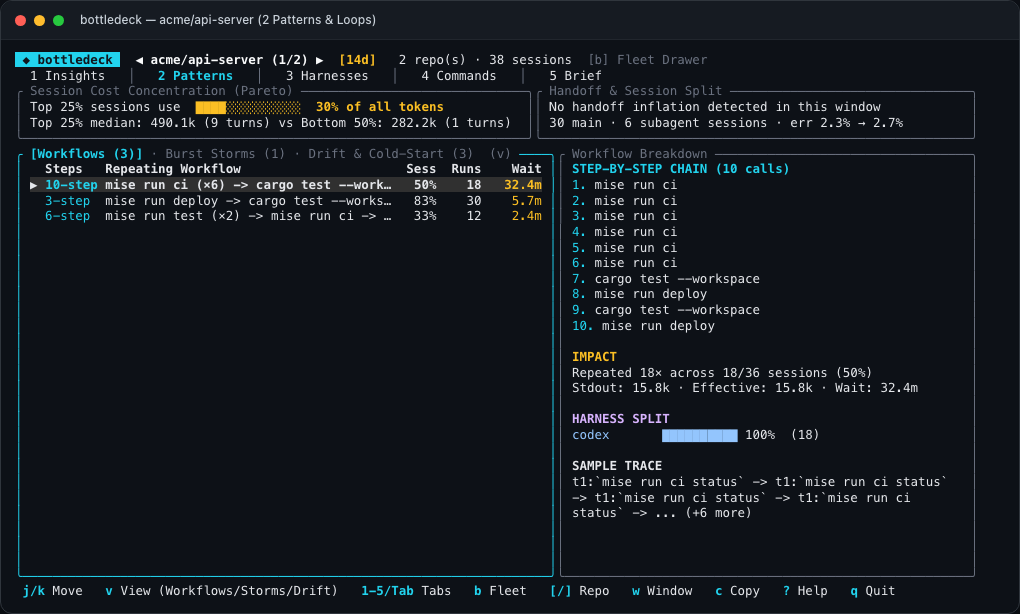 bottledeck — acme/api-server (2 Patterns & Loops)
◆ bottledeck ◀ acme/api-server (1/2) ▶ [14d] 2 repo(s) · 38 sessions [b] Fleet Drawer
1 Insights │ 2 Patterns │ 3 Harnesses │ 4 Commands │ 5 Brief
Session Cost Concentration (Pareto)
Top 25% sessions use ████░░░░░░░░░░ 30% of all tokens
Top 25% median: 490.1k (9 turns) vs Bottom 50%: 282.2k (1 turns)
Handoff & Session Split
No handoff inflation detected in this window
30 main · 6 subagent sessions · err 2.3% → 2.7%
[Workflows (3)] · Burst Storms (1) · Drift & Cold-Start (3) (v)
Steps Repeating Workflow Sess Runs Wait
▶ 10-step mise run ci (×6) -> cargo test --work… 50% 18 32.4m
3-step mise run deploy -> cargo test --works… 83% 30 5.7m
6-step mise run test (×2) -> mise run ci -> … 33% 12 2.4m
Workflow Breakdown
STEP-BY-STEP CHAIN (10 calls)
1. mise run ci
2. mise run ci
3. mise run ci
4. mise run ci
5. mise run ci
6. mise run ci
7. cargo test --workspace
8. mise run deploy
9. cargo test --workspace
10. mise run deploy
IMPACT
Repeated 18× across 18/36 sessions (50%)
Stdout: 15.8k · Effective: 15.8k · Wait: 32.4m
HARNESS SPLIT
codex ██████████ 100% (18)
SAMPLE TRACE
t1:`mise run ci status` -> t1:`mise run ci status`
-> t1:`mise run ci status` -> t1:`mise run ci
status` -> ... (+6 more)
j/k Move v View (Workflows/Storms/Drift) 1-5/Tab Tabs b Fleet [/] Repo w Window c Copy ? Help q Quit